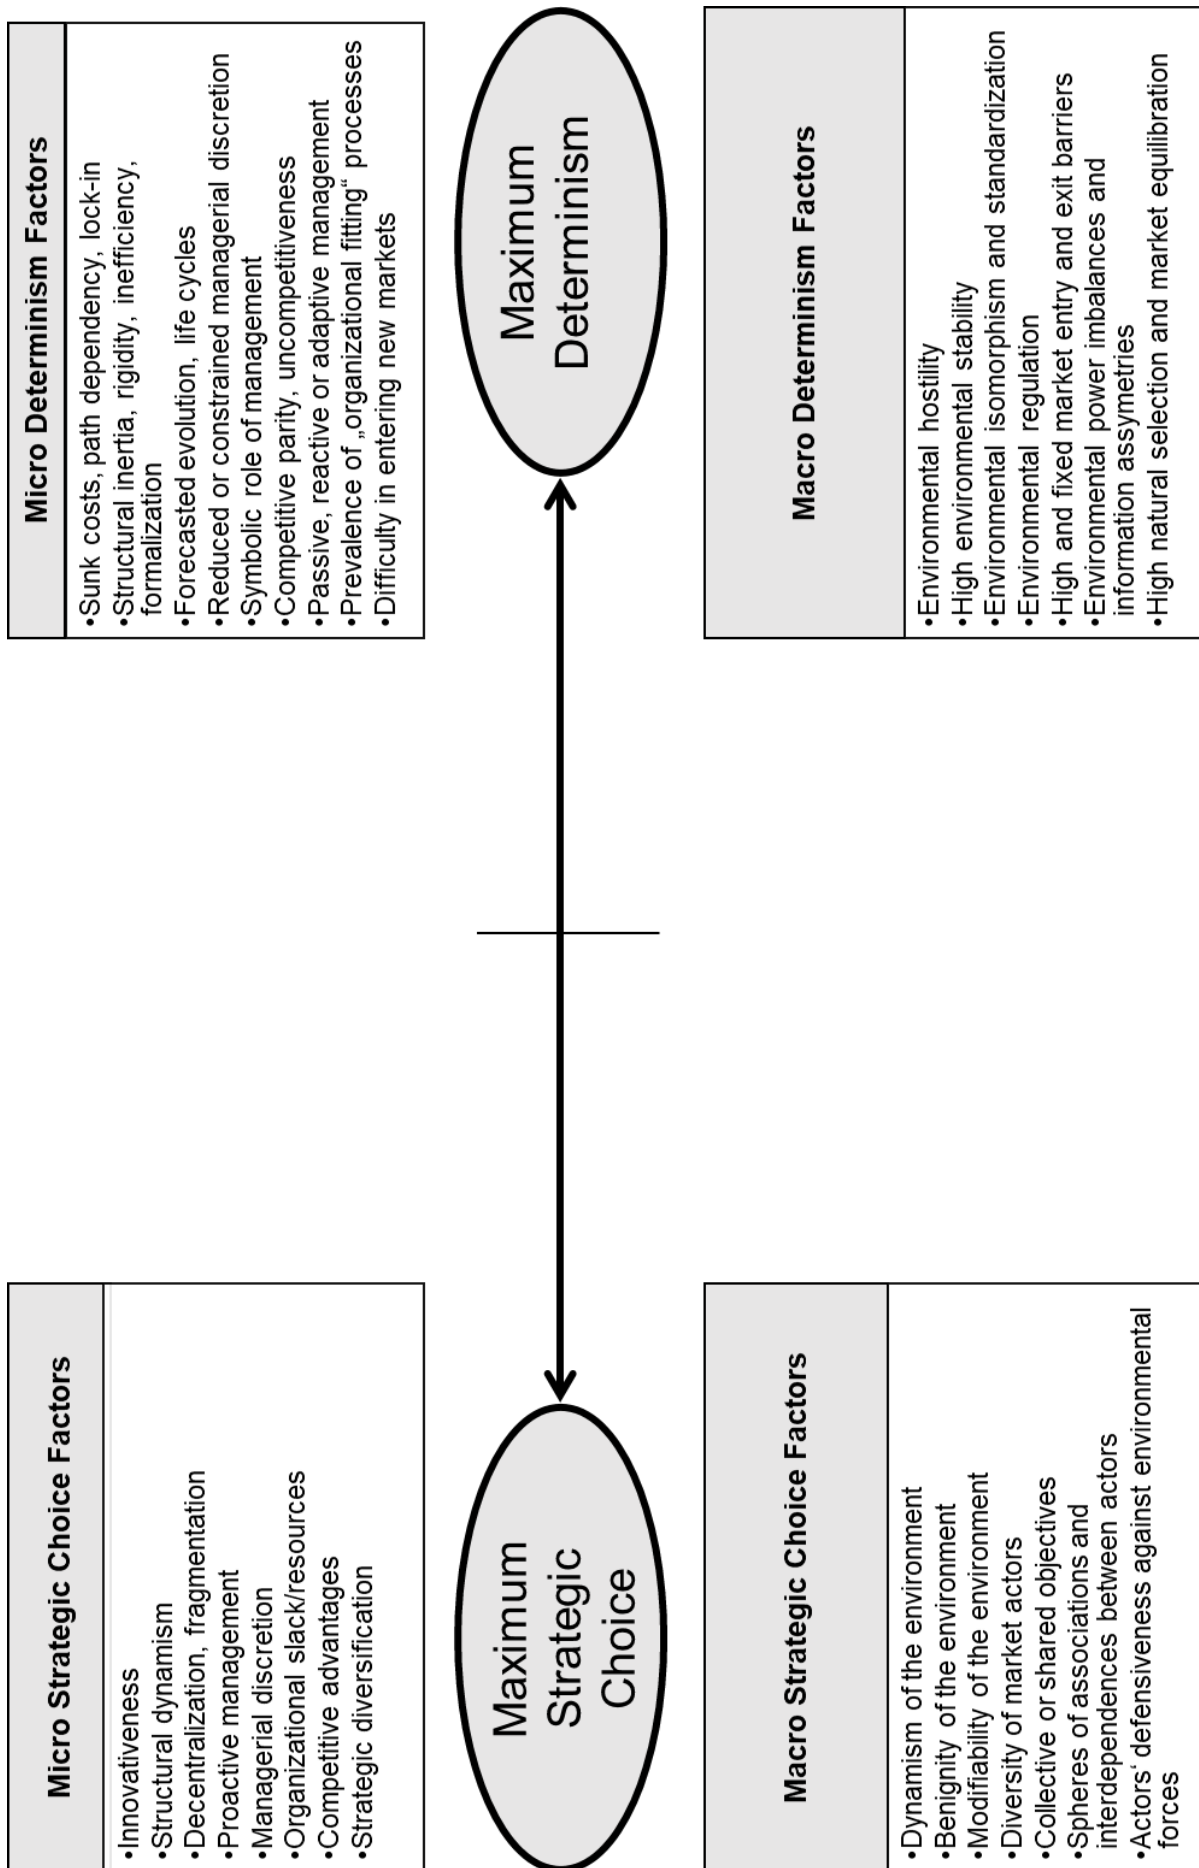 Micro Strategic Choice Factors
•Innovativeness
•Structural dynamism
•Decentralization, fragmentation
•Proactive management
•Managerial discretion
•Organizational slack/resources
•Competitive advantages
•Strategic diversification
Micro Determinism Factors
•Sunk costs, path dependency, lock-in
•Structural inertia, rigidity, inefficiency,
formalization
•Forecasted evolution, life cycles
•Reduced or constrained managerial discretion
•Symbolic role of management
•Competitive parity, uncompetitiveness
•Passive, reactive or adaptive management
•Prevalence of „organizational fitting“ processes
•Difficulty in entering new markets
Maximum
Strategic
Choice
Maximum
Determinism
Macro Strategic Choice Factors
•Dynamism of the environment
•Benignity of the environment
•Modifiability of the environment
•Diversity of market actors
•Collective or shared objectives
•Spheres of associations and
interdependences between actors
•Actors‘ defensiveness against environmental
forces
Macro Determinism Factors
•Environmental hostility
•High environmental stability
•Environmental isomorphism and standardization
•Environmental regulation
•High and fixed market entry and exit barriers
•Environmental power imbalances and
information assymetries
•High natural selection and market equilibration